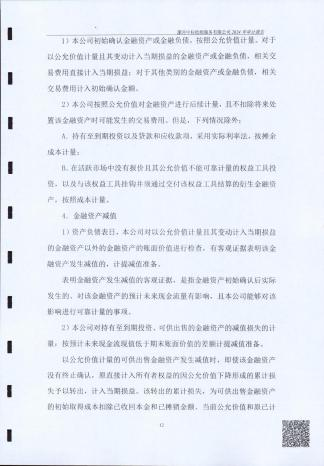 1）本公司初始确认金融资产或金融负债，按照公允价值计量。对于
以公允价值计量且其变动计入当期损益的金融资产或金融负债，相关交
易费用直接计入当期损益；对于其他类别的金融资产或金融负债，相关
交易费用计入初始确认金额。
2）本公司按照公允价值对金融资产进行后续计量，且不扣除将来处
置该金融资产时可能发生的交易费用。但是，下列情况除外：
A. 持有至到期投资以及贷款和应收款项，采用实际利率法，按摊余
成本计量；
B.在活跃市场中没有报价且其公允价值不能可靠计量的权益工具投
资，以及与该权益工具挂钩并须通过交付该权益工具结算的衍生金融资
产，按照成本计量。
4．金融资产减值
1）资产负债表日，本公司对以公允价值计量且其变动计入当期损益
的金融资产以外的金融资产的账面价值进行检查，有客观证据表明该金
融资产发生减值的，计提减值准备。
表明金融资产发生减值的客观证据，是指金融资产初始确认后实际
发生的、对该金融资产的预计未来现金流量有影响，且本公司能够对该
影响进行可靠计量的事项。
2）本公司对持有至到期投资、可供出售的金融资产的减值损失的计
量：按预计未来现金流现值低于期末账面价值的差额计提减值准备。
以公允价值计量的可供出售金融资产发生减值时，即使该金融资产
没有终止确认，原直接计入所有者权益的因公允价值下降形成的累计损
失予以转出，计入当期损益。该转出的累计损失，为可供出售金融资产
的初始取得成本扣除已收回本金和已摊销金额、当前公允价值和原已计
12